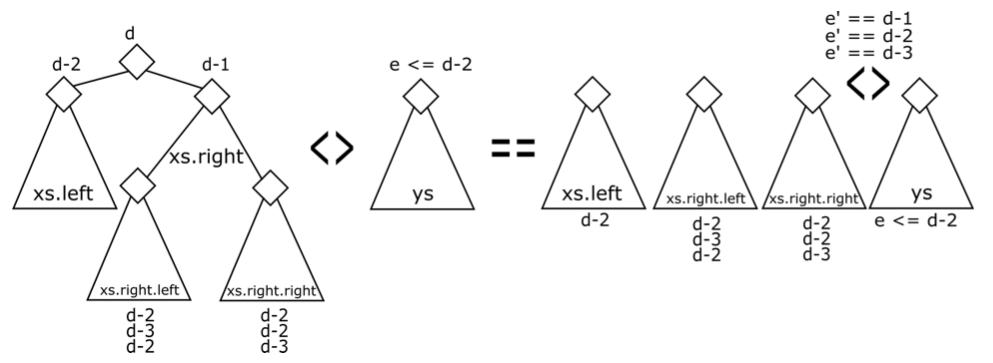 d
d-2
d-1
xs.left
xs.right
xs.right.left
d-2
d-3
d-2
xs.right.right
d-2
d-2
d-3
<>
e <= d-2
ys
==
xs.left
d-2
xs.right.left
d-2
d-3
d-2
xs.right.right
d-2
d-2
d-3
e' == d-1
e' == d-2
e' == d-3
<>
ys
e <= d-2